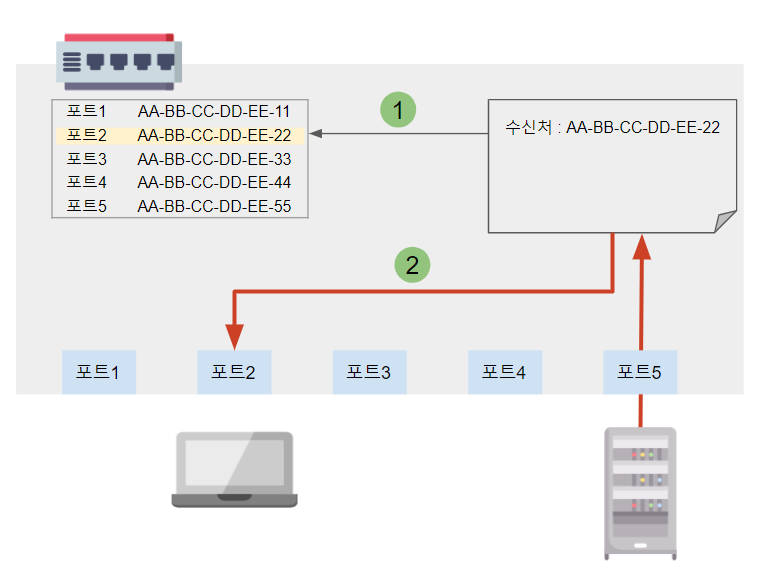 포트1 AA-BB-CC-DD-EE-11
포트2 AA-BB-CC-DD-EE-22
포트3 AA-BB-CC-DD-EE-33
포트4 AA-BB-CC-DD-EE-44
포트5 AA-BB-CC-DD-EE-55
1
수신처 : AA-BB-CC-DD-EE-22
2
포트1
포트2
포트3
포트4
포트5